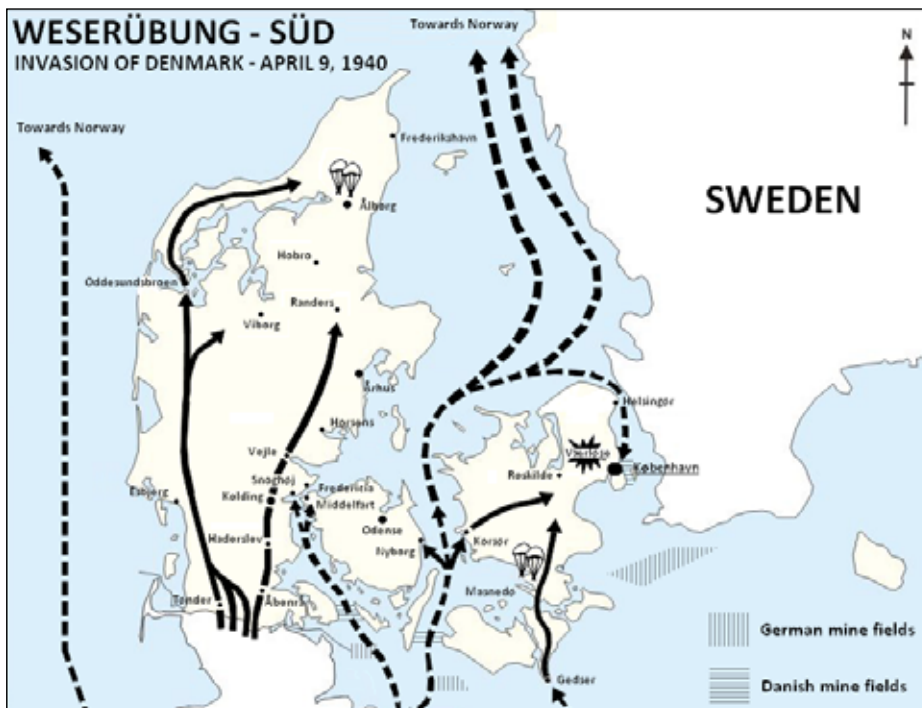 WESERÜBUNG - SÜD
INVASION OF DENMARK - APRIL 9, 1940
Towards Norway
N
Towards Norway
Frederikshavn
SWEDEN
Ålborg
Hobro
Oddesundsbroen
Randers
Viborg
Århus
Helsingør
Horsens
Vejle
Værløse
København
Snoghøj
Roskilde
Esbjerg
Kolding
Fredericia
Middelfart
Odense
Korsør
Haderslev
Nyborg
Masnedø
Tønder
Åbenrå
German mine fields
Gedser
Danish mine fields